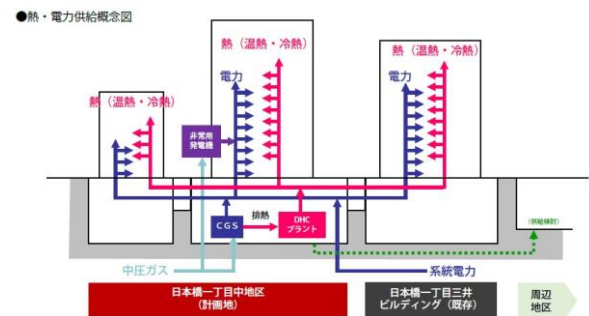 ●熱・電力供給概念図
熱（温熱・冷熱）
電力
熱（温熱・冷熱）
電力
熱（温熱・冷熱）
非常用
発電機
CGS
排熱
DHC
プラント
（供給検討）
中圧ガス
系統電力
日本橋一丁目中地区
（計画地）
日本橋一丁目三井
ビルディング（既存）
周辺
地区